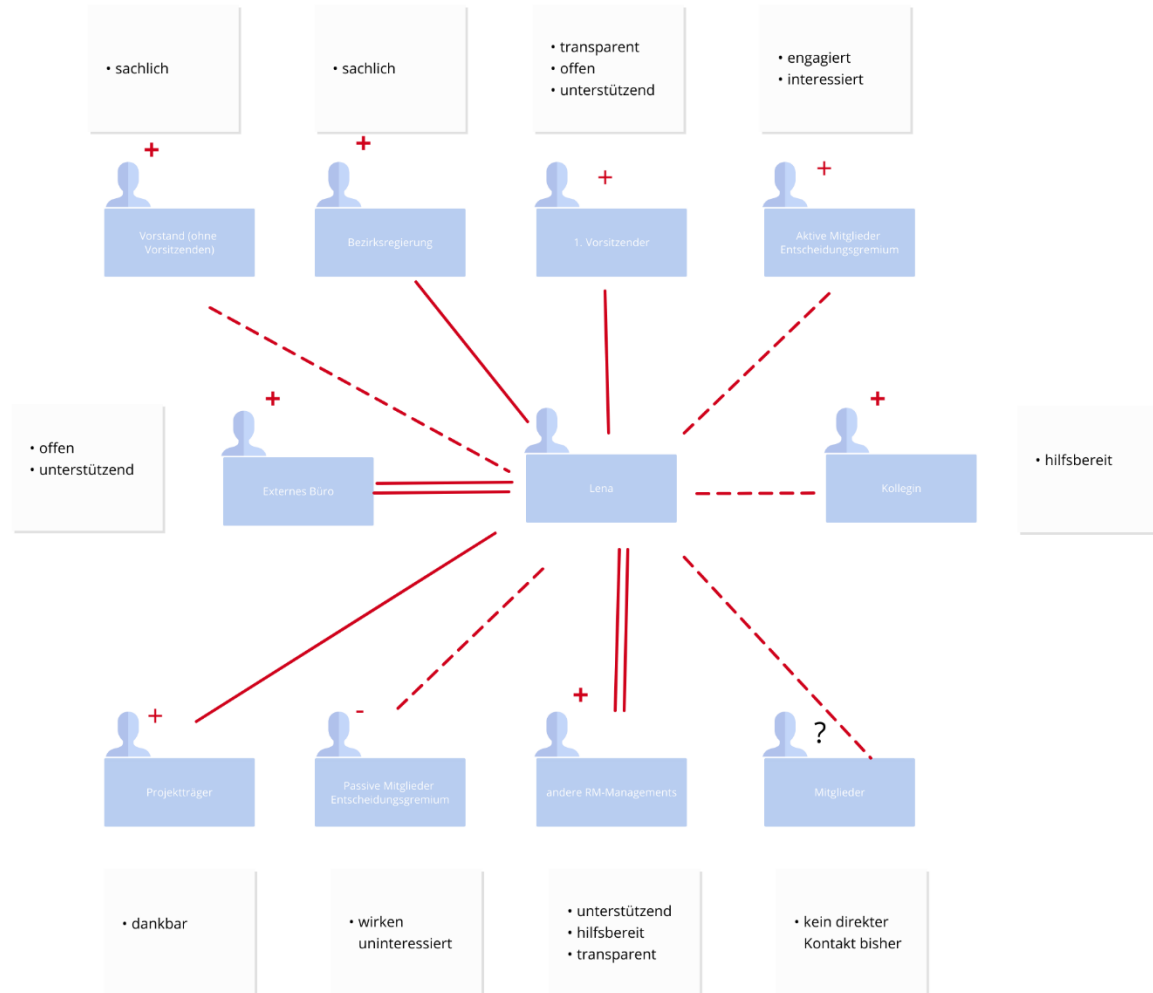 • sachlich
• sachlich
• transparent
• offen
• unterstützend
• engagiert
• interessiert
+
+
+
+
Vorstand (ohne
Vorsitzenden)
Bezirksregierung
1. Vorsitzender
Aktive Mitglieder
Entscheidungsgremium
• offen
• unterstützend
+
Externes Büro
Lena
+
Kollegin
• hilfsbereit
+
-
+
?
Projektträger
Passive Mitglieder
Entscheidungsgremium
andere RM-Managements
Mitglieder
• dankbar
• wirken
uninteressiert
• unterstützend
• hilfsbereit
• transparent
• kein direkter
Kontakt bisher